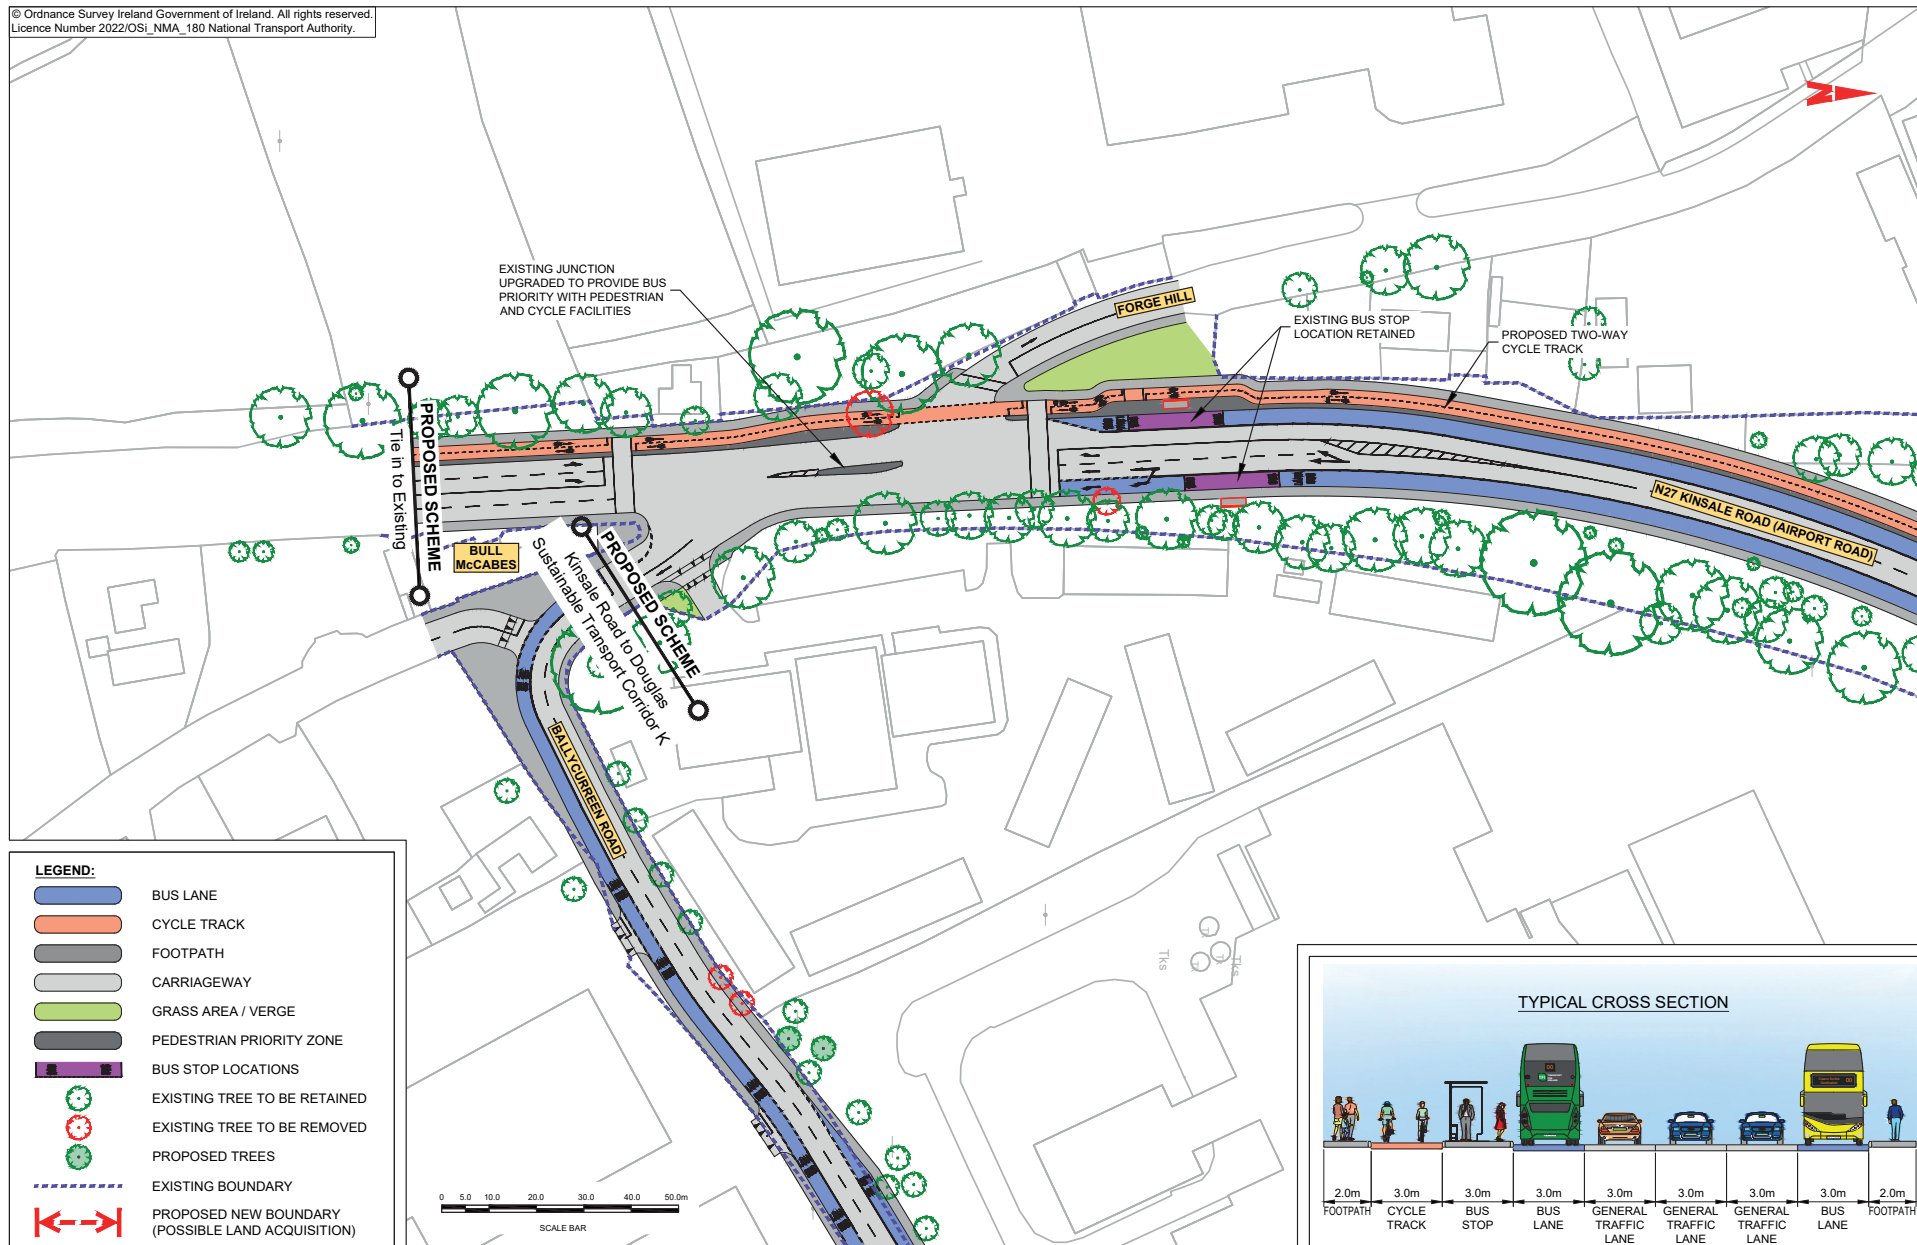 © Ordnance Survey Ireland Government of Ireland. All rights reserved.
Licence Number 2022/OSi_NMA_180 National Transport Authority.
N
EXISTING JUNCTION
UPGRADED TO PROVIDE BUS
PRIORITY WITH PEDESTRIAN
AND CYCLE FACILITIES
FORGE HILL
EXISTING BUS STOP
LOCATION RETAINED
PROPOSED TWO-WAY
CYCLE TRACK
PROPOSED SCHEME
Tie in to Existing
BULL
McCABES
PROPOSED SCHEME
Kinsale Road to Douglas
Sustainable Transport Corridor K
N27 KINSALE ROAD (AIRPORT ROAD)
BALLYCURREEN ROAD
Tks
Tks
LEGEND:
BUS LANE
CYCLE TRACK
FOOTPATH
CARRIAGEWAY
GRASS AREA / VERGE
PEDESTRIAN PRIORITY ZONE
BUS STOP LOCATIONS
EXISTING TREE TO BE RETAINED
EXISTING TREE TO BE REMOVED
PROPOSED TREES
EXISTING BOUNDARY
PROPOSED NEW BOUNDARY
(POSSIBLE LAND ACQUISITION)
0 5.0 10.0 20.0 30.0 40.0 50.0m
SCALE BAR
TYPICAL CROSS SECTION
2.0m 3.0m 3.0m 3.0m 3.0m 3.0m 3.0m 3.0m 2.0m
FOOTPATH
CYCLE
TRACK
BUS
STOP
BUS
LANE
GENERAL
TRAFFIC
LANE
GENERAL
TRAFFIC
LANE
GENERAL
TRAFFIC
LANE
BUS
LANE
FOOTPATH